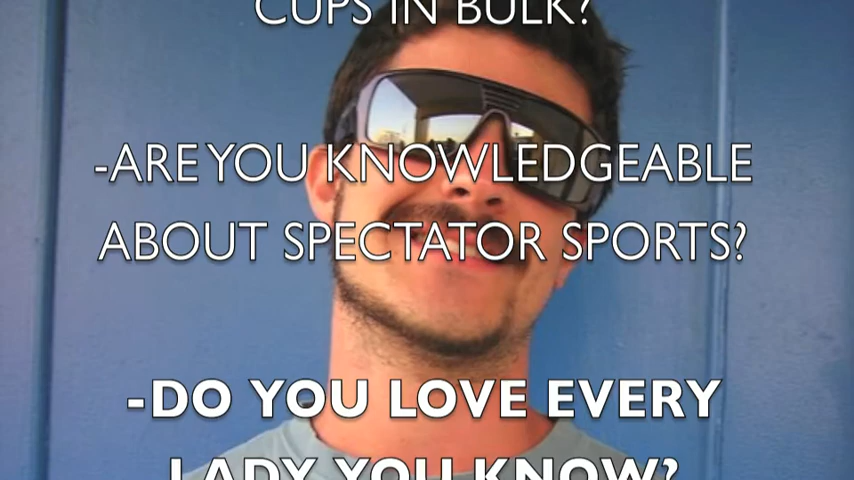 CUPS IN BULK?
-ARE YOU KNOWLEDGEABLE
ABOUT SPECTATOR SPORTS?
-DO YOU LOVE EVERY
LADY YOU KNOW?